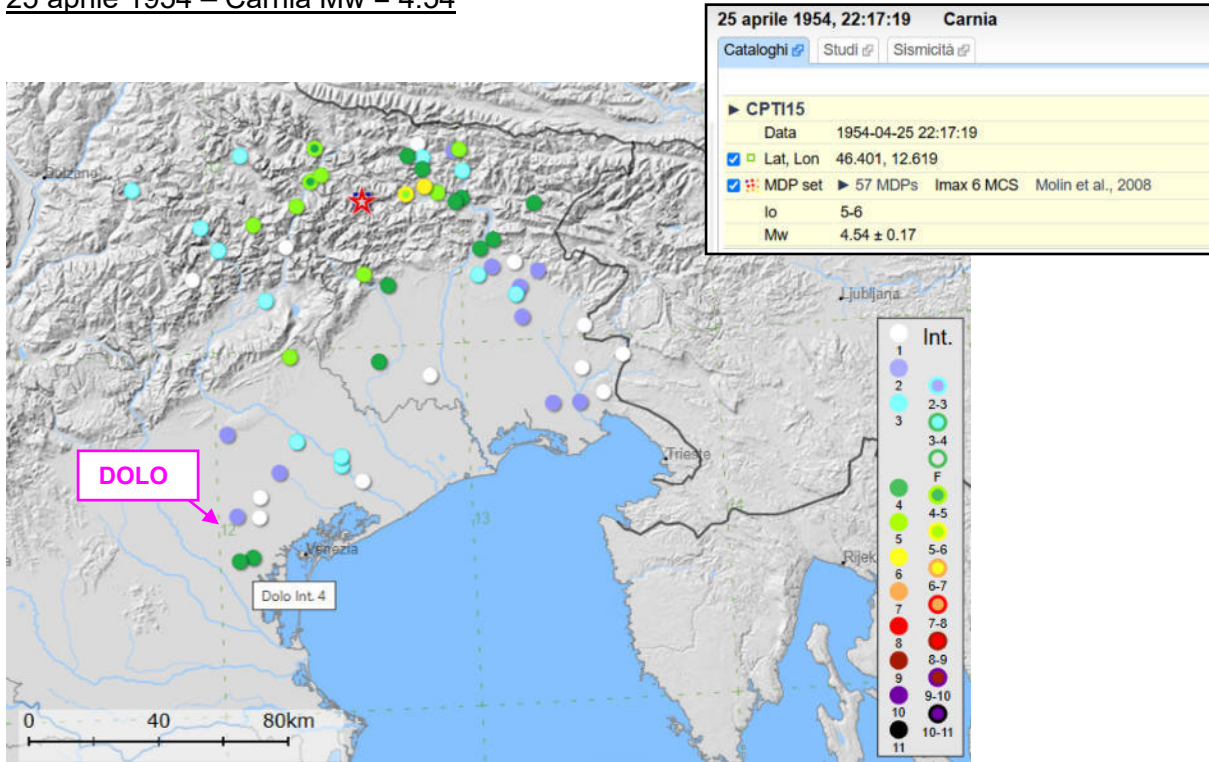 25 aprile 1954 – Carnia Mw = 4.54
25 aprile 1954, 22:17:19 Carnia
Cataloghi Studi Sismicità
► CPTI15
Data 1954-04-25 22:17:19
Lat, Lon 46.401, 12.619
MDP set ► 57 MDPs Imax 6 MCS Molin et al., 2008
Io 5-6
Mw 4.54 ± 0.17
Bolzano
Ljubljana
Trieste
Rijek
Venezia
DOLO
Dolo Int. 4
12
13
14
0 40 80km
Int.
1
2
3
4
5
6
7
8
9
10
11
2-3
3-4
F
4-5
5-6
6-7
7-8
8-9
9-10
10-11